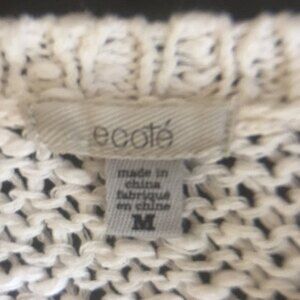 ecoté
made in
china
fabriqué
en chine
M